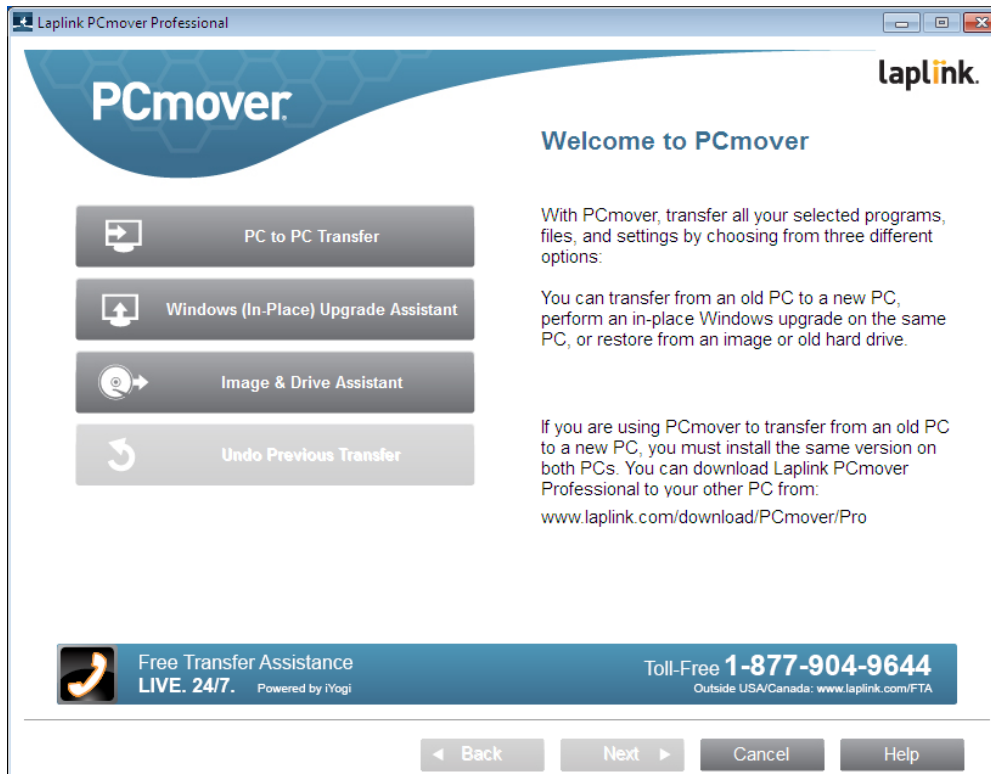 Laplink PCmover Professional
PCmover.
laplink.
Welcome to PCmover
PC to PC Transfer
Windows (In-Place) Upgrade Assistant
Image & Drive Assistant
Undo Previous Transfer
With PCmover, transfer all your selected programs,
files, and settings by choosing from three different
options:
You can transfer from an old PC to a new PC,
perform an in-place Windows upgrade on the same
PC, or restore from an image or old hard drive.
If you are using PCmover to transfer from an old PC
to a new PC, you must install the same version on
both PCs. You can download Laplink PCmover
Professional to your other PC from:
www.laplink.com/download/PCmover/Pro
Free Transfer Assistance
LIVE. 24/7. Powered by iYogi
Toll-Free 1-877-904-9644
Outside USA/Canada: www.laplink.com/FTA
Back
Next
Cancel
Help